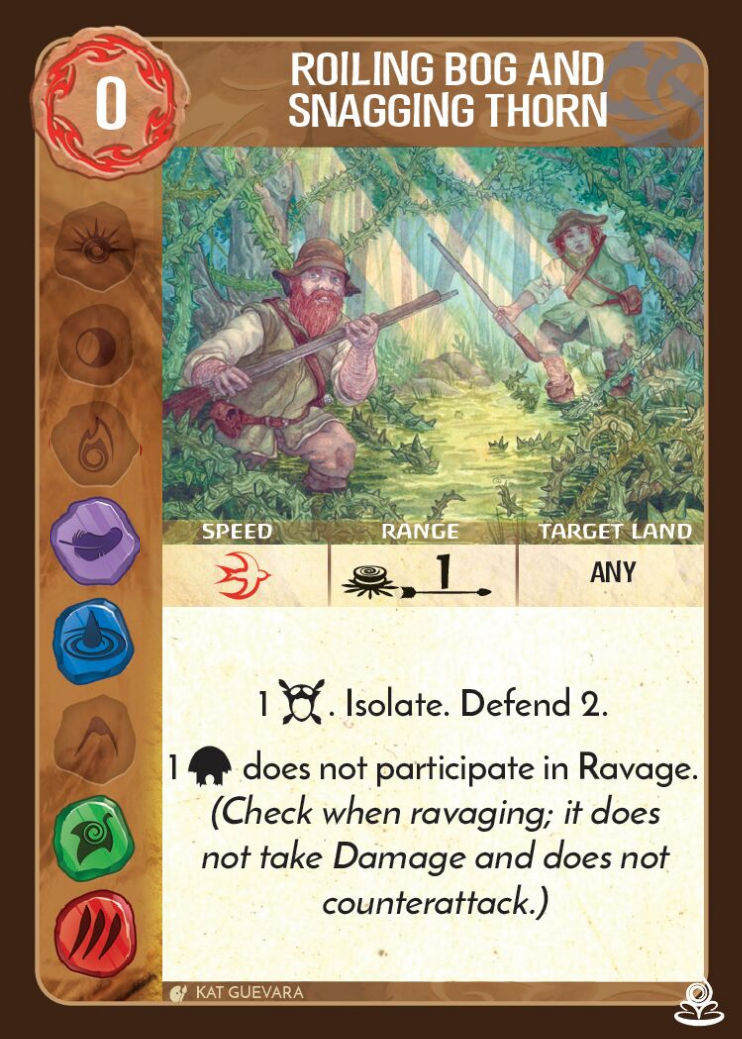 0
ROILING BOG AND
SNAGGING THORN
SPEED RANGE TARGET LAND
1 ANY
1 . Isolate. Defend 2.
1 does not participate in Ravage.
(Check when ravaging; it does
not take Damage and does not
counterattack.)
KAT GUEVARA